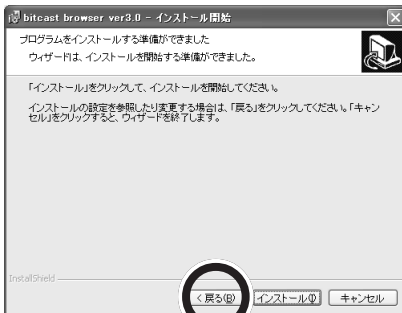 bitcast browser ver3.0 - インストール開始
プログラムをインストールする準備ができました
ウィザードは、インストールを開始する準備ができました。
「インストール」をクリックして、インストールを開始してください。
インストールの設定を参照したり変更する場合は、「戻る」をクリックしてください。「キャン
セル」をクリックすると、ウィザードを終了します。
InstallShield
< 戻る(B) インストール(I) キャンセル